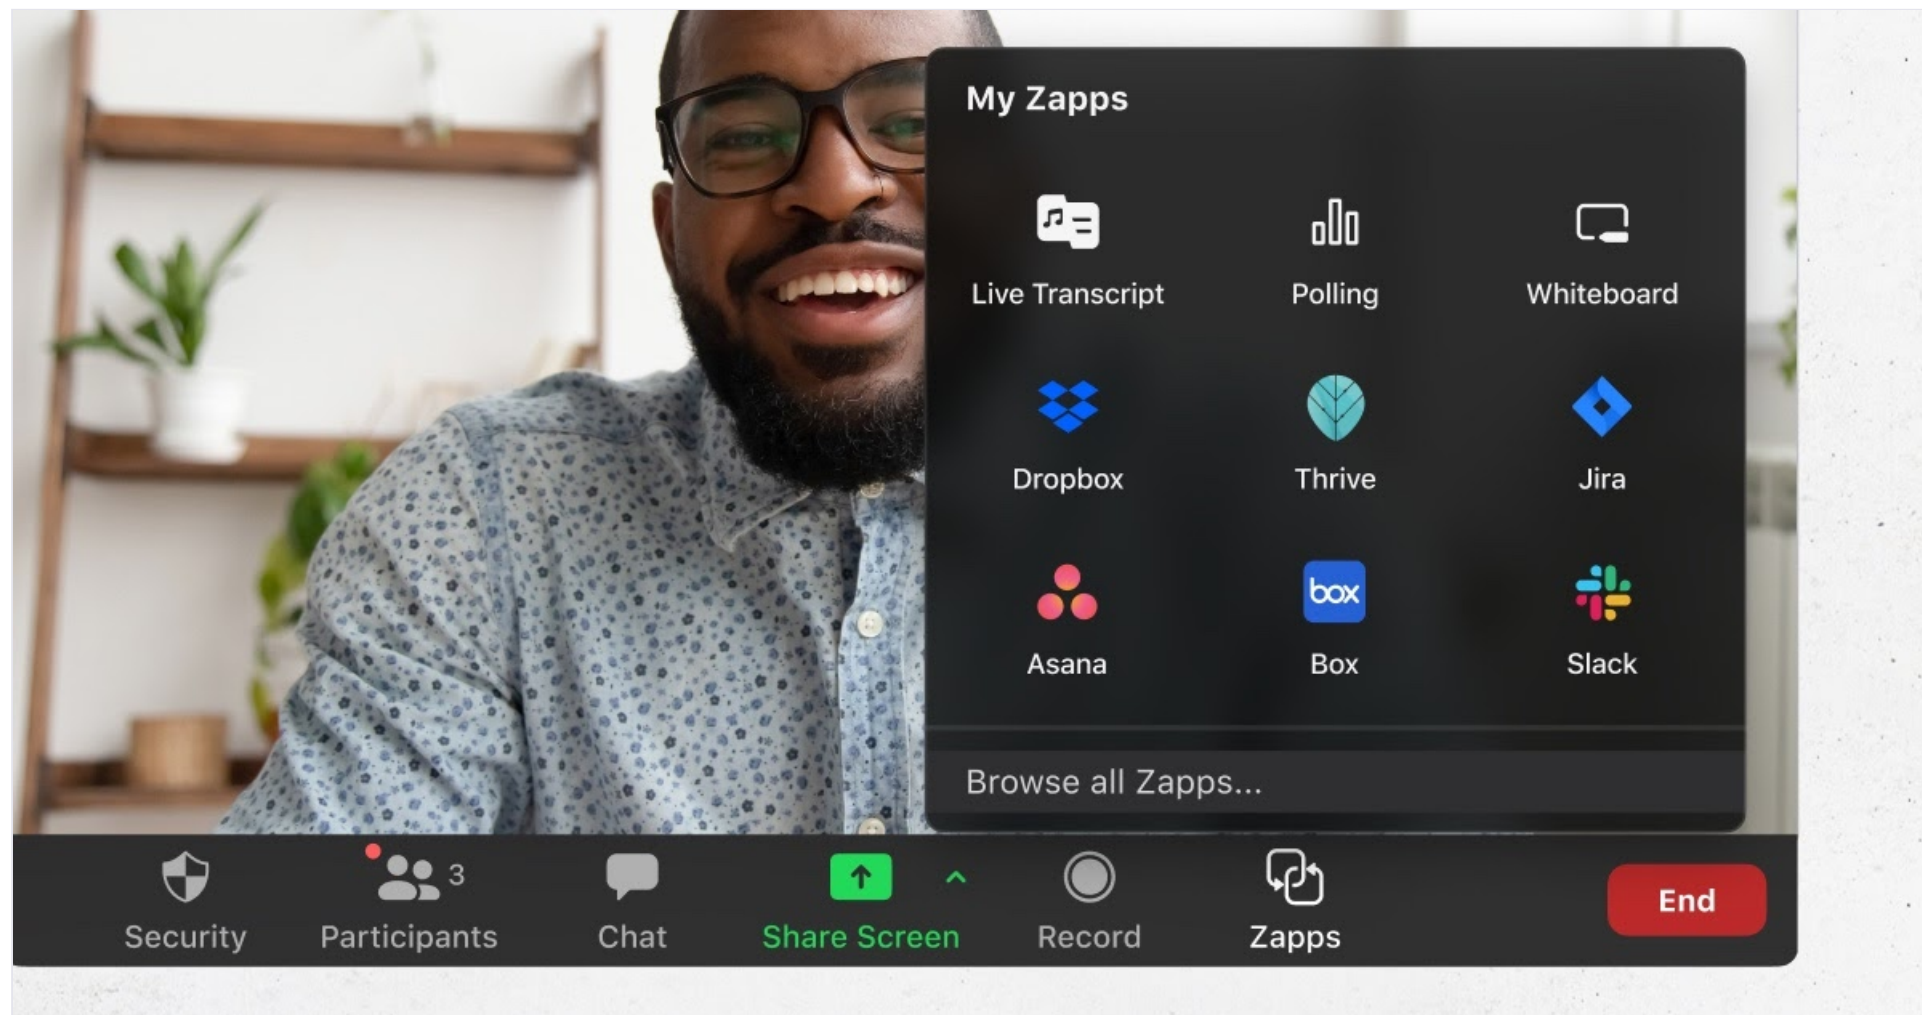 My Zapps
Live Transcript Polling Whiteboard
Dropbox Thrive Jira
box
Asana Box Slack
Browse all Zapps...
3
Security Participants Chat Share Screen Record Zapps
End